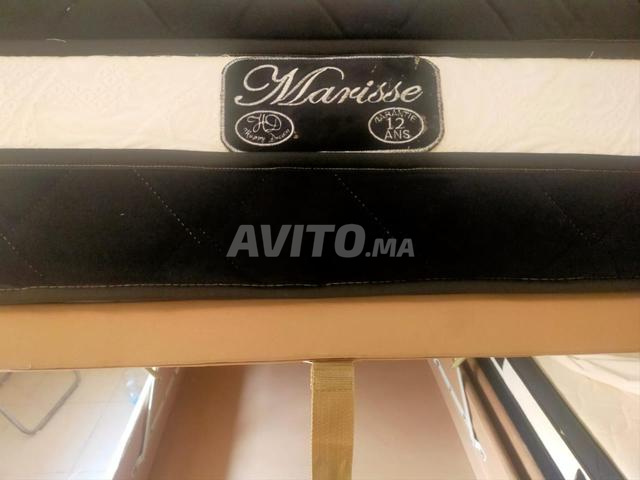 Marisse
HD
GARANTIE
12
ANS
AVITO.MA